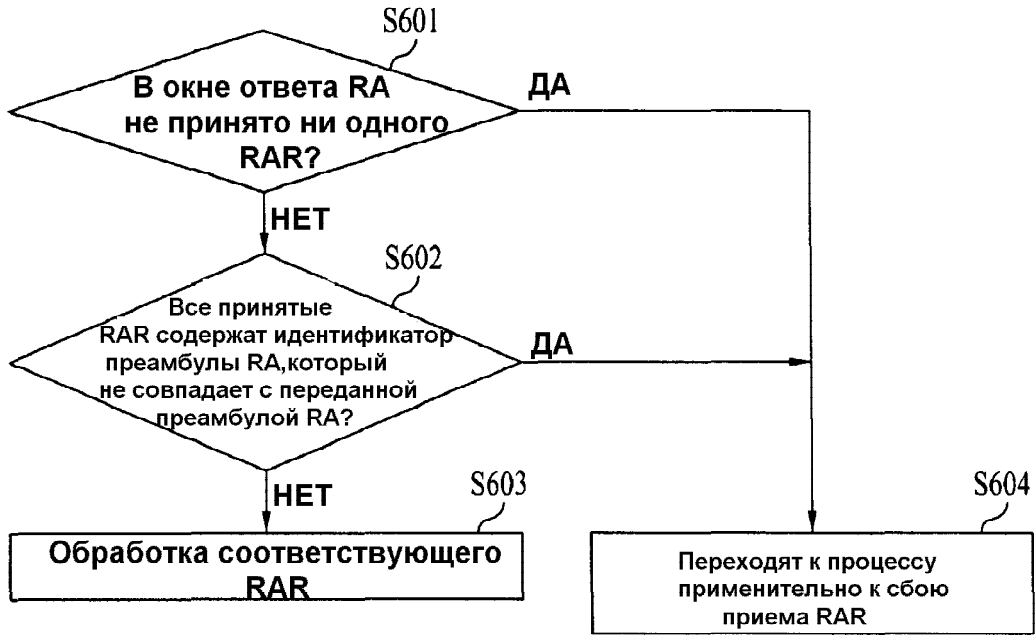 S601
В окне ответа RA
не принято ни одного
RAR?
ДА
НЕТ
S602
Все принятые
RAR содержат идентификатор
преамбулы RA,который
не совпадает с переданной
преамбулой RA?
ДА
НЕТ
S603
Обработка соответствующего
RAR
S604
Переходят к процессу
применительно к сбою
приема RAR